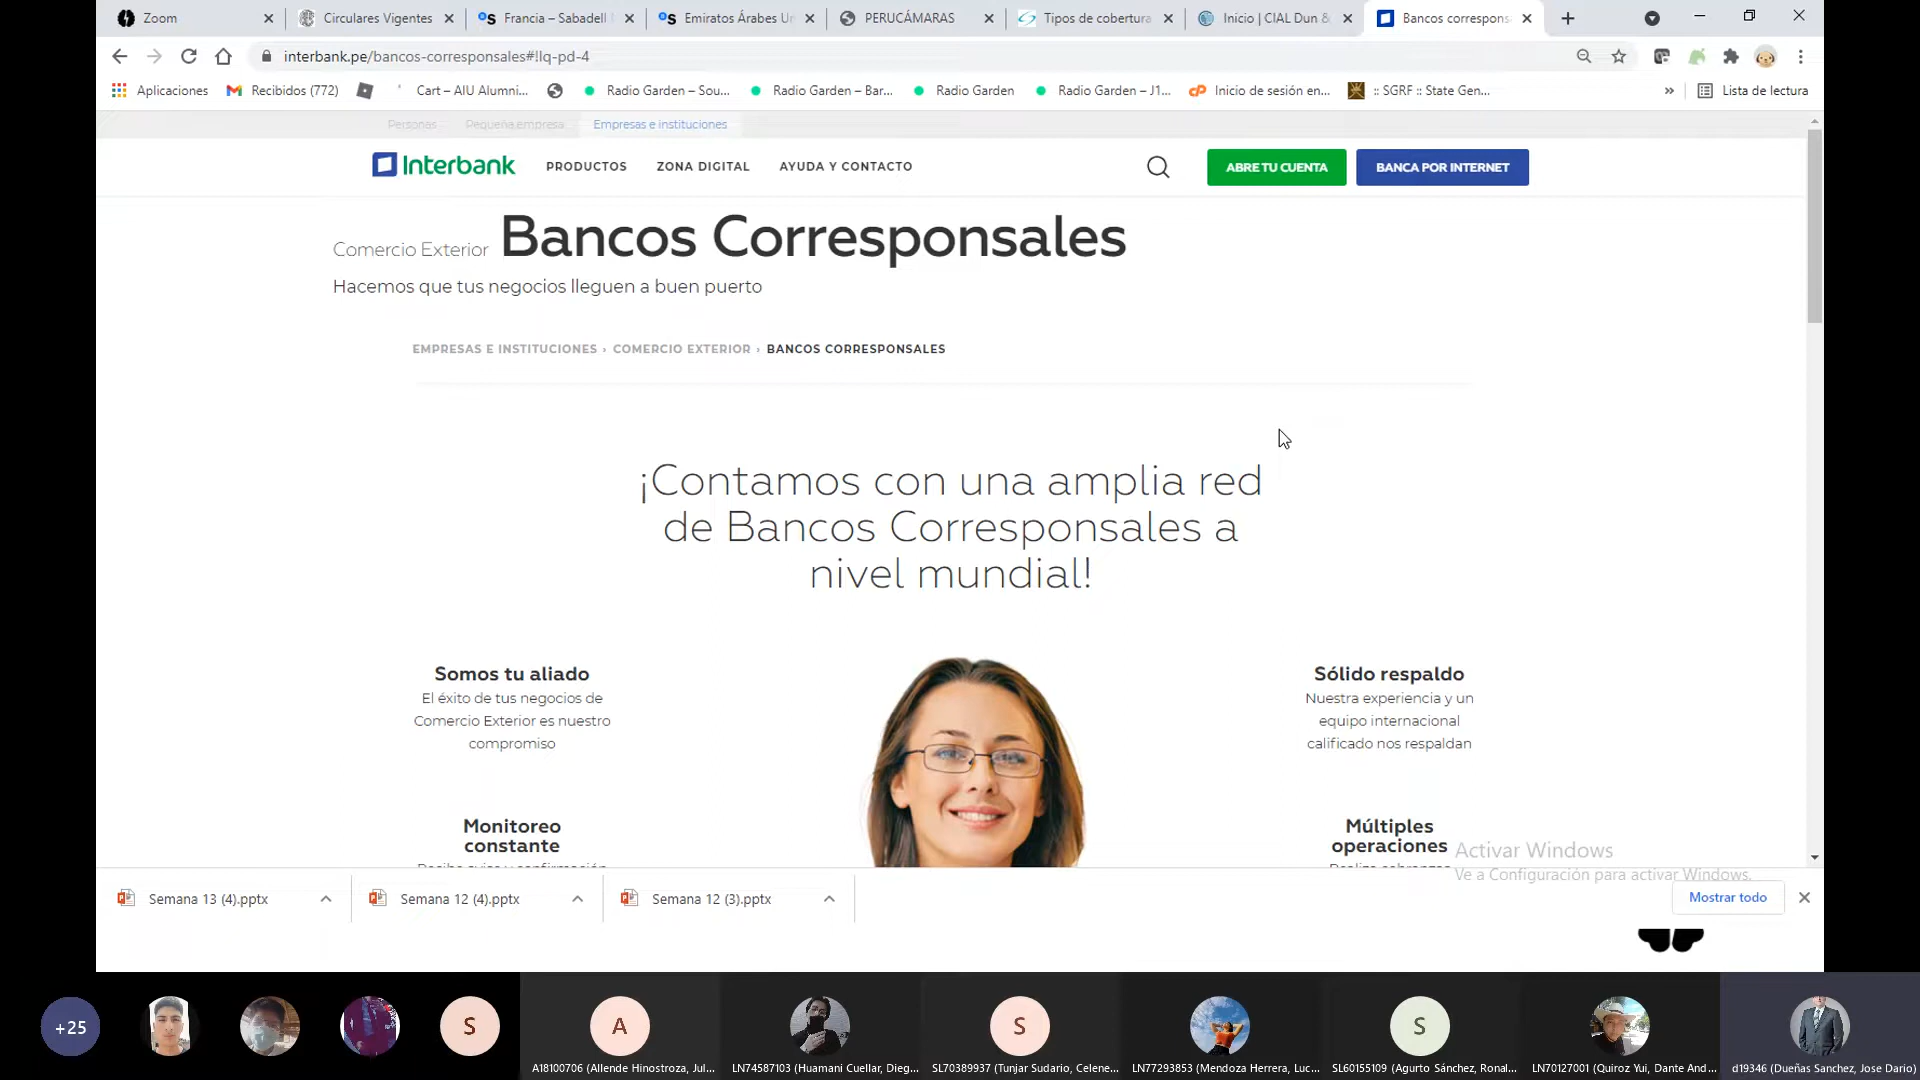 Zoom
Circulares Vigentes
Francia – Sabadell
Emiratos Árabes Un
PERUCÁMARAS
Tipos de cobertura
Inicio | CIAL Dun &
Bancos correspons
interbank.pe/bancos-corresponsales#llq-pd-4
Aplicaciones
Recibidos (772)
Cart – AIU Alumni...
Radio Garden – Sou...
Radio Garden – Bar...
Radio Garden
Radio Garden – J1...
Inicio de sesión en...
:: SGRF :: State Gen...
»
Lista de lectura
Personas
Pequeña empresa
Empresas e instituciones
Interbank
PRODUCTOS
ZONA DIGITAL
AYUDA Y CONTACTO
ABRE TU CUENTA
BANCA POR INTERNET
Comercio Exterior Bancos Corresponsales
Hacemos que tus negocios lleguen a buen puerto
EMPRESAS E INSTITUCIONES › COMERCIO EXTERIOR › BANCOS CORRESPONSALES
¡Contamos con una amplia red
de Bancos Corresponsales a
nivel mundial!
Somos tu aliado
El éxito de tus negocios de
Comercio Exterior es nuestro
compromiso
Sólido respaldo
Nuestra experiencia y un
equipo internacional
calificado nos respaldan
Monitoreo
constante
Múltiples
operaciones
Activar Windows
Ve a Configuración para activar Windows.
Semana 13 (4).pptx
Semana 12 (4).pptx
Semana 12 (3).pptx
Mostrar todo
+25
S
A
S
S
A18100706 (Allende Hinostroza, Jul...
LN74587103 (Huamani Cuellar, Dieg...
SL70389937 (Tunjar Sudario, Celene...
LN77293853 (Mendoza Herrera, Luc...
SL60155109 (Agurto Sánchez, Ronal...
LN70127001 (Quiroz Yui, Dante And...
d19346 (Dueñas Sanchez, Jose Dario)